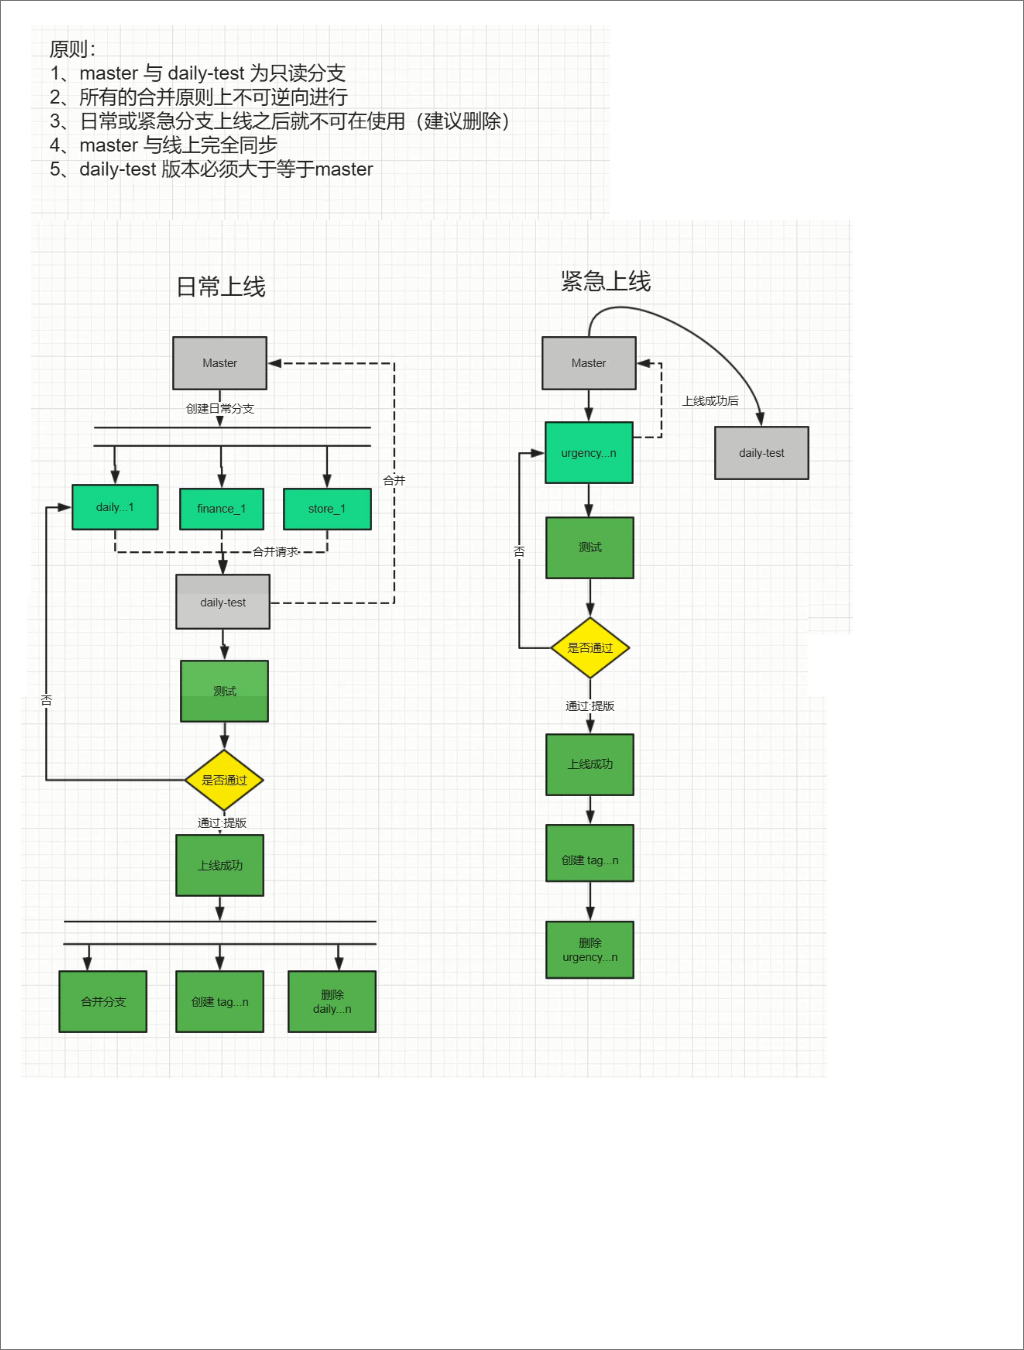 原则：
1、master 与 daily-test 为只读分支
2、所有的合并原则上不可逆向进行
3、日常或紧急分支上线之后就不可在使用（建议删除）
4、master 与线上完全同步
5、daily-test 版本必须大于等于master
日常上线
Master
创建日常分支
daily...1
finance_1
store_1
合并
合并请求
daily-test
测试
否
是否通过
通过:提版
上线成功
合并分支
创建 tag...n
删除
daily...n
紧急上线
Master
上线成功后
urgency...n
daily-test
测试
否
是否通过
通过:提版
上线成功
创建 tag...n
删除
urgency...n